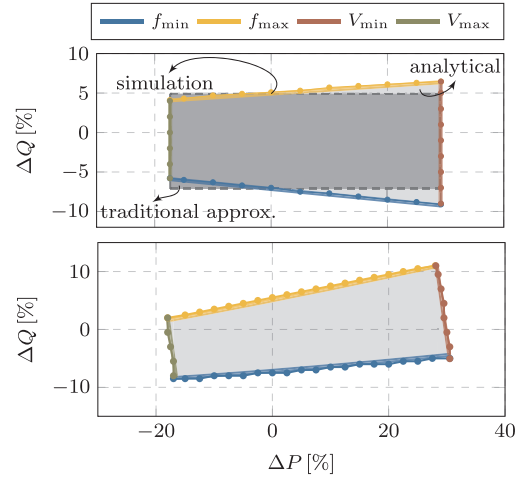 f_min f_max V_min V_max
10
simulation analytical
5
ΔQ [%]
0
−5
traditional approx.
−10
10
ΔQ [%]
0
−10
−20 0 20 40
ΔP [%]